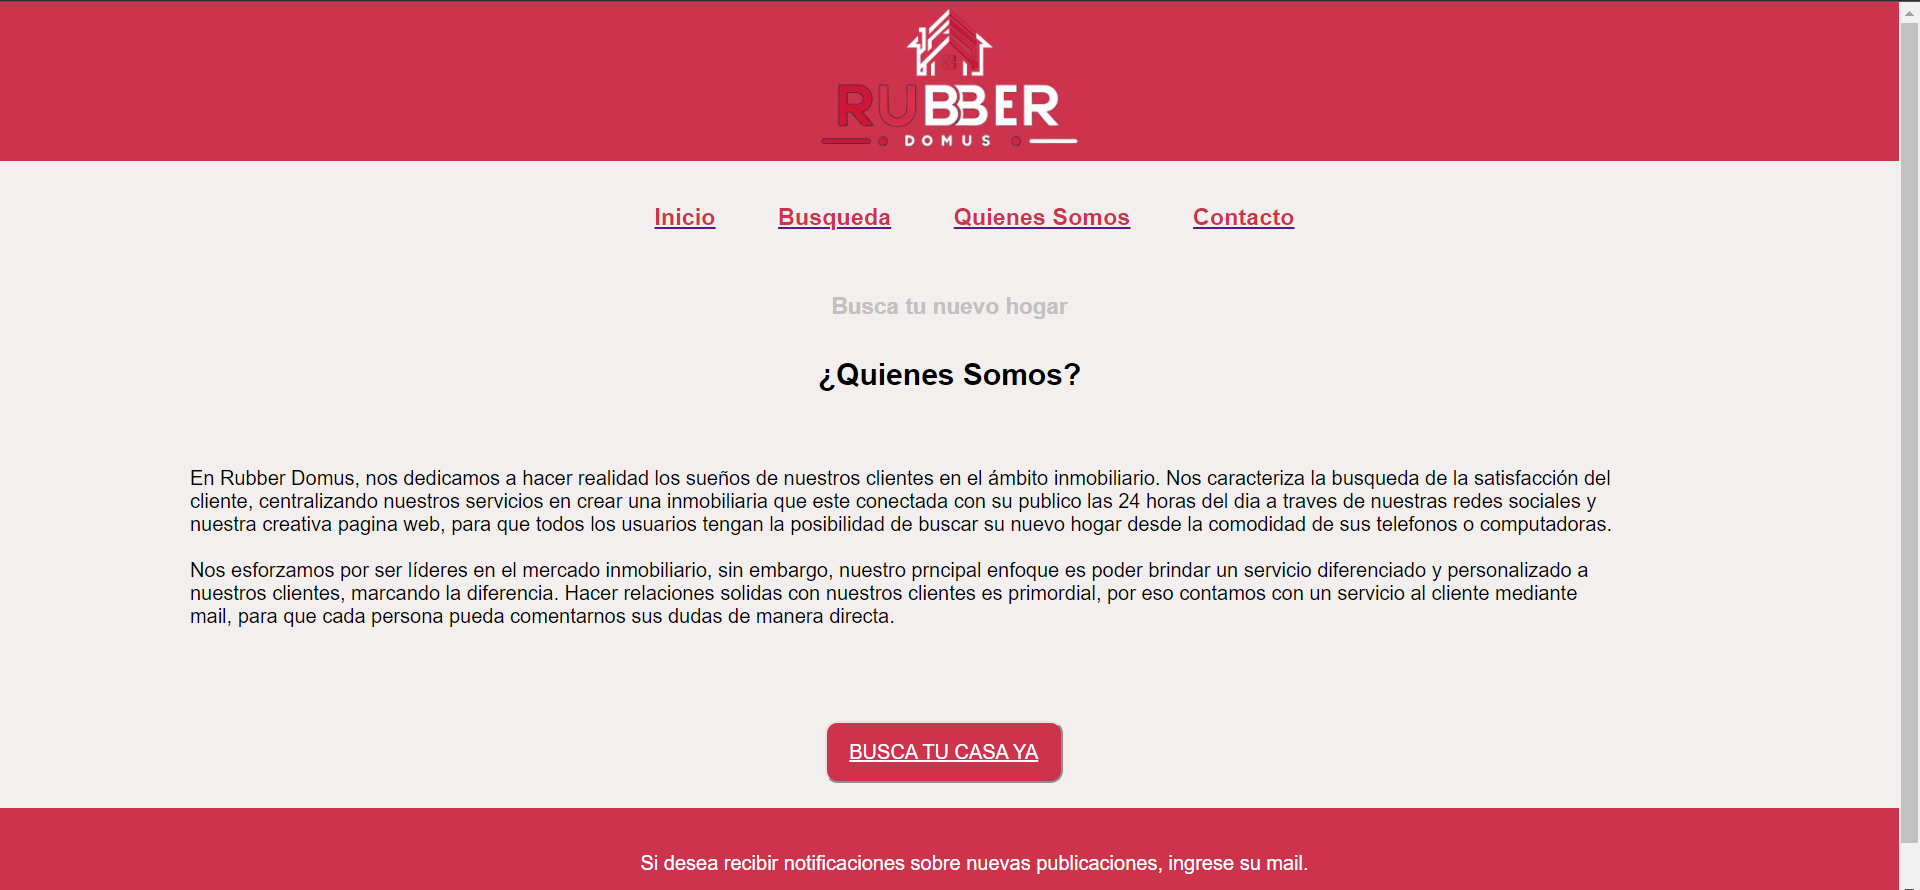 RUBBER
DOMUS
Inicio Busqueda Quienes Somos Contacto
Busca tu nuevo hogar
¿Quienes Somos?
En Rubber Domus, nos dedicamos a hacer realidad los sueños de nuestros clientes en el ámbito inmobiliario. Nos caracteriza la busqueda de la satisfacción del
cliente, centralizando nuestros servicios en crear una inmobiliaria que este conectada con su publico las 24 horas del dia a traves de nuestras redes sociales y
nuestra creativa pagina web, para que todos los usuarios tengan la posibilidad de buscar su nuevo hogar desde la comodidad de sus telefonos o computadoras.
Nos esforzamos por ser líderes en el mercado inmobiliario, sin embargo, nuestro prncipal enfoque es poder brindar un servicio diferenciado y personalizado a
nuestros clientes, marcando la diferencia. Hacer relaciones solidas con nuestros clientes es primordial, por eso contamos con un servicio al cliente mediante
mail, para que cada persona pueda comentarnos sus dudas de manera directa.
BUSCA TU CASA YA
Si desea recibir notificaciones sobre nuevas publicaciones, ingrese su mail.